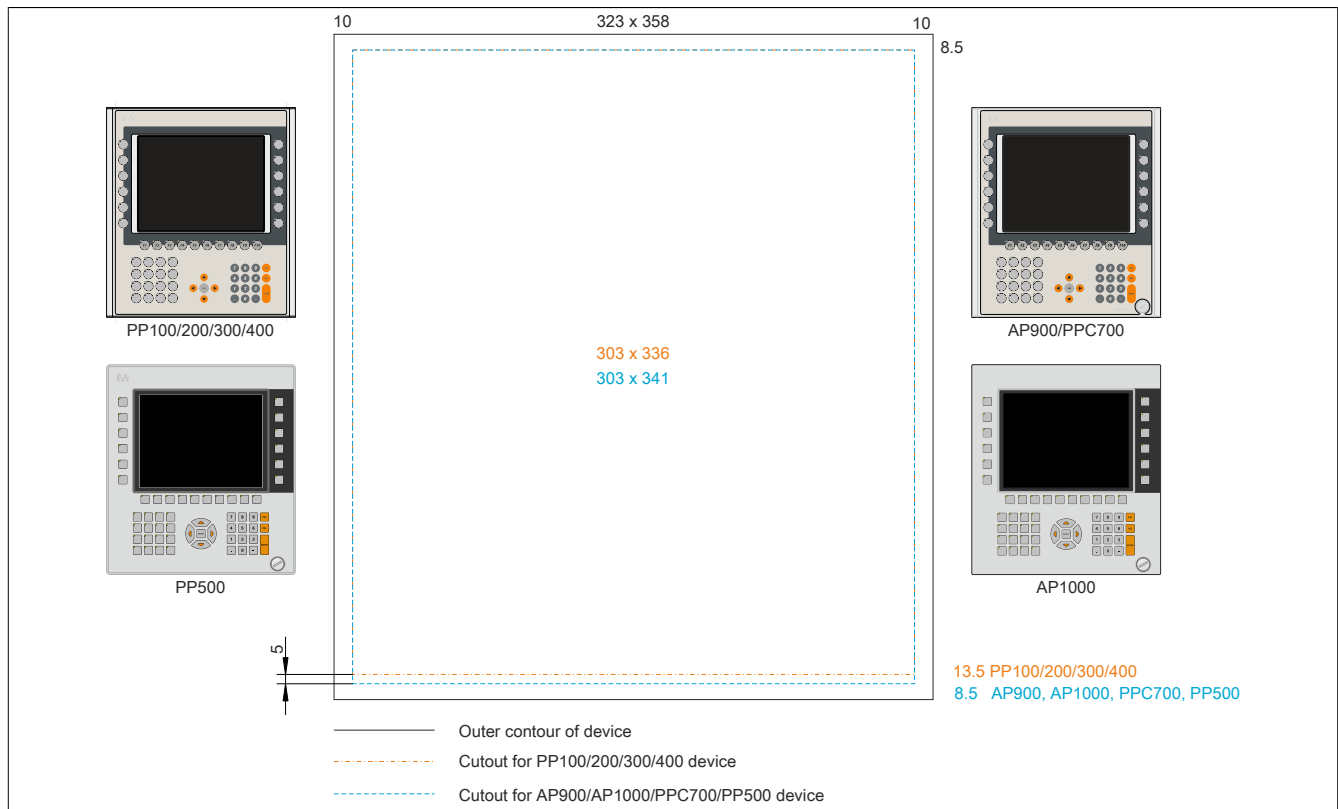 10
323 x 358
10
8.5
PP100/200/300/400
AP900/PPC700
303 x 336
303 x 341
PP500
AP1000
5
13.5 PP100/200/300/400
8.5 AP900, AP1000, PPC700, PP500
Outer contour of device
Cutout for PP100/200/300/400 device
Cutout for AP900/AP1000/PPC700/PP500 device